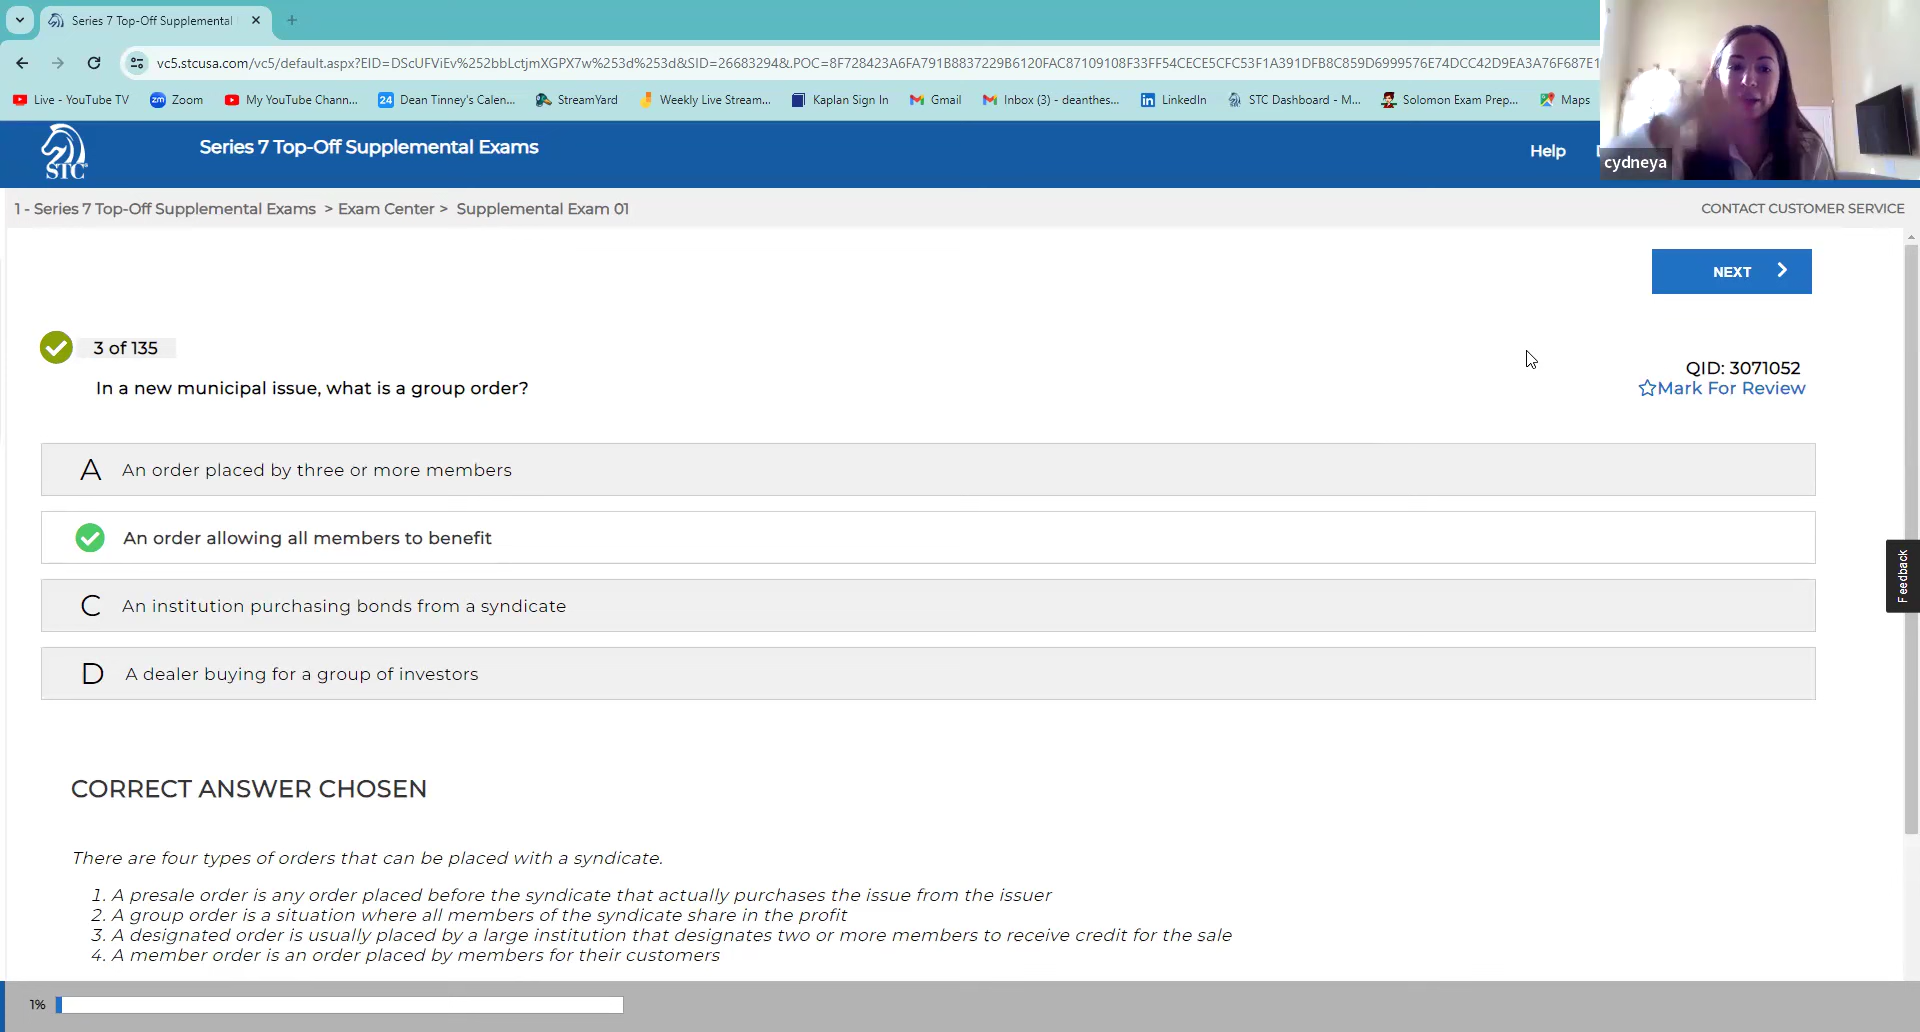 Series 7 Top-Off Supplemental
vc5.stcusa.com/vc5/default.aspx?EID=DScUFViEv%252bbLctjmXGPX7w%253d%253d&SID=26683294&.POC=8F728423A6FA791B8837229B6120FAC87109108F33FF54CECE5CFC53F1A391DFB8C859D6999576E74DCC42D9EA3A76F687E1
Live - YouTube TV Zoom My YouTube Chann... 24 Dean Tinney's Calen... StreamYard Weekly Live Stream... Kaplan Sign In Gmail Inbox (3) - deanthes... LinkedIn STC Dashboard - M... Solomon Exam Prep... Maps
STC Series 7 Top-Off Supplemental Exams Help
cydneya
1 - Series 7 Top-Off Supplemental Exams > Exam Center > Supplemental Exam 01 CONTACT CUSTOMER SERVICE
NEXT
3 of 135
QID: 3071052
In a new municipal issue, what is a group order? Mark For Review
A An order placed by three or more members
An order allowing all members to benefit
C An institution purchasing bonds from a syndicate
D A dealer buying for a group of investors
Feedback
CORRECT ANSWER CHOSEN
There are four types of orders that can be placed with a syndicate.
1. A presale order is any order placed before the syndicate that actually purchases the issue from the issuer
2. A group order is a situation where all members of the syndicate share in the profit
3. A designated order is usually placed by a large institution that designates two or more members to receive credit for the sale
4. A member order is an order placed by members for their customers
1%